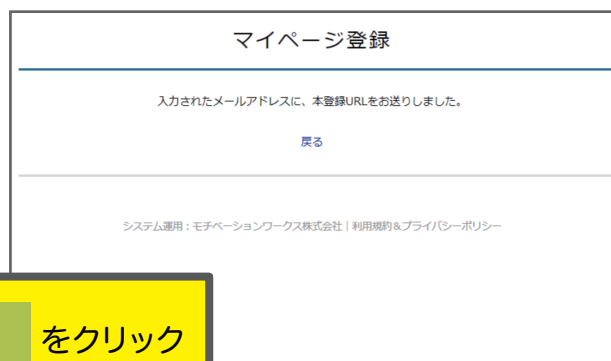 マイページ登録
入力されたメールアドレスに、本登録URLをお送りしました。
戻る
システム運用：モチベーションワークス株式会社｜利用規約&プライバシーポリシー
をクリック